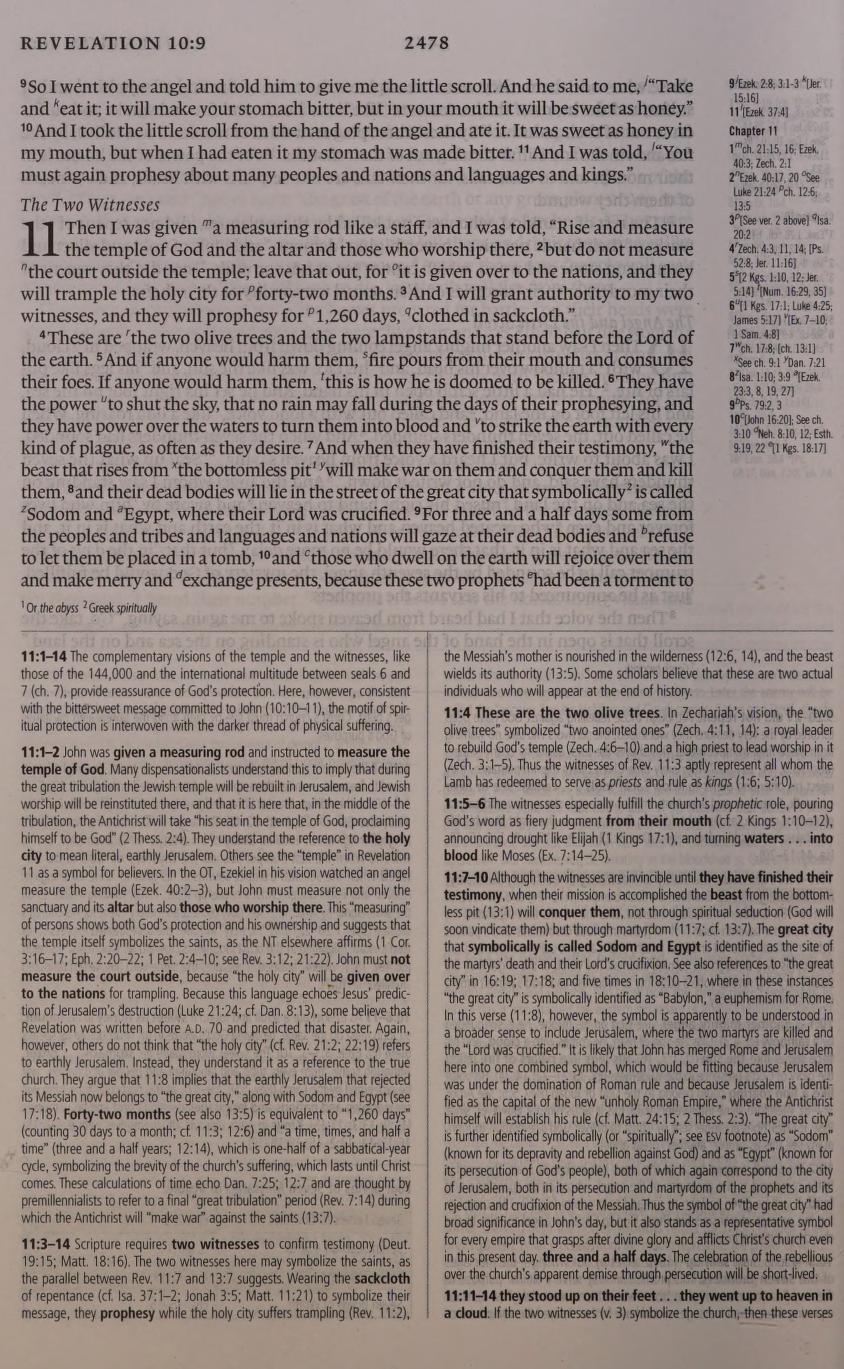 REVELATION 10:9 2478
9So I went to the angel and told him to give me the little scroll. And he said to me, j“Take
and keat it; it will make your stomach bitter, but in your mouth it will be sweet as honey.”
10And I took the little scroll from the hand of the angel and ate it. It was sweet as honey in
my mouth, but when I had eaten it my stomach was made bitter. 11And I was told, l“You
must again prophesy about many peoples and nations and languages and kings.”
The Two Witnesses
11 Then I was given ma measuring rod like a staff, and I was told, “Rise and measure
the temple of God and the altar and those who worship there, 2but do not measure
nthe court outside the temple; leave that out, for oit is given over to the nations, and they
will trample the holy city for pforty-two months. 3And I will grant authority to my two
witnesses, and they will prophesy for p1,260 days, qclothed in sackcloth.”
4These are rthe two olive trees and the two lampstands that stand before the Lord of
the earth. 5And if anyone would harm them, sfire pours from their mouth and consumes
their foes. If anyone would harm them, tthis is how he is doomed to be killed. 6They have
the power uto shut the sky, that no rain may fall during the days of their prophesying, and
they have power over the waters to turn them into blood and vto strike the earth with every
kind of plague, as often as they desire. 7And when they have finished their testimony, wthe
beast that rises from xthe bottomless pit1 ywill make war on them and conquer them and kill
them, 8and their dead bodies will lie in the street of the great city that symbolically2 is called
zSodom and aEgypt, where their Lord was crucified. 9For three and a half days some from
the peoples and tribes and languages and nations will gaze at their dead bodies and brefuse
to let them be placed in a tomb, 10and cthose who dwell on the earth will rejoice over them
and make merry and dexchange presents, because these two prophets ehad been a torment to
1 Or the abyss 2 Greek spiritually
9 jEzek. 2:8; 3:1-3 k[Jer.
15:16]
11 l[Ezek. 37:4]
Chapter 11
1 mch. 21:15, 16; Ezek.
40:3; Zech. 2:1
2 nEzek. 40:17, 20 oSee
Luke 21:24 pch. 12:6;
13:5
3 p[See ver. 2 above] qIsa.
20:2
4 rZech. 4:3, 11, 14; [Ps.
52:8; Jer. 11:16]
5 s[2 Kgs. 1:10, 12; Jer.
5:14] t[Num. 16:29, 35]
6 u[1 Kgs. 17:1; Luke 4:25;
James 5:17] v[Ex. 7–10;
1 Sam. 4:8]
7 wch. 17:8; [ch. 13:1]
xSee ch. 9:1 yDan. 7:21
8 zIsa. 1:10; 3:9 a[Ezek.
23:3, 8, 19, 27]
9 bPs. 79:2, 3
10 c[John 16:20]; See ch.
3:10 dNeh. 8:10, 12; Esth.
9:19, 22 e[1 Kgs. 18:17]
11:1–14 The complementary visions of the temple and the witnesses, like
those of the 144,000 and the international multitude between seals 6 and
7 (ch. 7), provide reassurance of God’s protection. Here, however, consistent
with the bittersweet message committed to John (10:10–11), the motif of spir-
itual protection is interwoven with the darker thread of physical suffering.
11:1–2 John was given a measuring rod and instructed to measure the
temple of God. Many dispensationalists understand this to imply that during
the great tribulation the Jewish temple will be rebuilt in Jerusalem, and Jewish
worship will be reinstituted there, and that it is here that, in the middle of the
tribulation, the Antichrist will take “his seat in the temple of God, proclaiming
himself to be God” (2 Thess. 2:4). They understand the reference to the holy
city to mean literal, earthly Jerusalem. Others see the “temple” in Revelation
11 as a symbol for believers. In the OT, Ezekiel in his vision watched an angel
measure the temple (Ezek. 40:2–3), but John must measure not only the
sanctuary and its altar but also those who worship there. This “measuring”
of persons shows both God’s protection and his ownership and suggests that
the temple itself symbolizes the saints, as the NT elsewhere affirms (1 Cor.
3:16–17; Eph. 2:20–22; 1 Pet. 2:4–10; see Rev. 3:12; 21:22). John must not
measure the court outside, because “the holy city” will be given over
to the nations for trampling. Because this language echoes Jesus’ predic-
tion of Jerusalem’s destruction (Luke 21:24; cf. Dan. 8:13), some believe that
Revelation was written before A.D. 70 and predicted that disaster. Again,
however, others do not think that “the holy city” (cf. Rev. 21:2; 22:19) refers
to earthly Jerusalem. Instead, they understand it as a reference to the true
church. They argue that 11:8 implies that the earthly Jerusalem that rejected
its Messiah now belongs to “the great city,” along with Sodom and Egypt (see
17:18). Forty-two months (see also 13:5) is equivalent to “1,260 days”
(counting 30 days to a month; cf. 11:3; 12:6) and “a time, times, and half a
time” (three and a half years; 12:14), which is one-half of a sabbatical-year
cycle, symbolizing the brevity of the church’s suffering, which lasts until Christ
comes. These calculations of time echo Dan. 7:25; 12:7 and are thought by
premillennialists to refer to a final “great tribulation” period (Rev. 7:14) during
which the Antichrist will “make war” against the saints (13:7).
11:3–14 Scripture requires two witnesses to confirm testimony (Deut.
19:15; Matt. 18:16). The two witnesses here may symbolize the saints, as
the parallel between Rev. 11:7 and 13:7 suggests. Wearing the sackcloth
of repentance (cf. Isa. 37:1–2; Jonah 3:5; Matt. 11:21) to symbolize their
message, they prophesy while the holy city suffers trampling (Rev. 11:2),
the Messiah’s mother is nourished in the wilderness (12:6, 14), and the beast
wields its authority (13:5). Some scholars believe that these are two actual
individuals who will appear at the end of history.
11:4 These are the two olive trees. In Zechariah’s vision, the “two
olive trees” symbolized “two anointed ones” (Zech. 4:11, 14): a royal leader
to rebuild God’s temple (Zech. 4:6–10) and a high priest to lead worship in it
(Zech. 3:1–5). Thus the witnesses of Rev. 11:3 aptly represent all whom the
Lamb has redeemed to serve as priests and rule as kings (1:6; 5:10).
11:5–6 The witnesses especially fulfill the church’s prophetic role, pouring
God’s word as fiery judgment from their mouth (cf. 2 Kings 1:10–12),
announcing drought like Elijah (1 Kings 17:1), and turning waters . . . into
blood like Moses (Ex. 7:14–25).
11:7–10 Although the witnesses are invincible until they have finished their
testimony, when their mission is accomplished the beast from the bottom-
less pit (13:1) will conquer them, not through spiritual seduction (God will
soon vindicate them) but through martyrdom (11:7; cf. 13:7). The great city
that symbolically is called Sodom and Egypt is identified as the site of
the martyrs’ death and their Lord’s crucifixion. See also references to “the great
city” in 16:19; 17:18; and five times in 18:10–21, where in these instances
“the great city” is symbolically identified as “Babylon,” a euphemism for Rome.
In this verse (11:8), however, the symbol is apparently to be understood in
a broader sense to include Jerusalem, where the two martyrs are killed and
the “Lord was crucified.” It is likely that John has merged Rome and Jerusalem
here into one combined symbol, which would be fitting because Jerusalem
was under the domination of Roman rule and because Jerusalem is identi-
fied as the capital of the new “unholy Roman Empire,” where the Antichrist
himself will establish his rule (cf. Matt. 24:15; 2 Thess. 2:3). “The great city”
is further identified symbolically (or “spiritually”; see ESV footnote) as “Sodom”
(known for its depravity and rebellion against God) and as “Egypt” (known for
its persecution of God’s people), both of which again correspond to the city
of Jerusalem, both in its persecution and martyrdom of the prophets and its
rejection and crucifixion of the Messiah. Thus the symbol of “the great city” had
broad significance in John’s day, but it also stands as a representative symbol
for every empire that grasps after divine glory and afflicts Christ’s church even
in this present day. three and a half days. The celebration of the rebellious
over the church’s apparent demise through persecution will be short-lived.
11:11–14 they stood up on their feet . . . they went up to heaven in
a cloud. If the two witnesses (v. 3) symbolize the church, then these verses